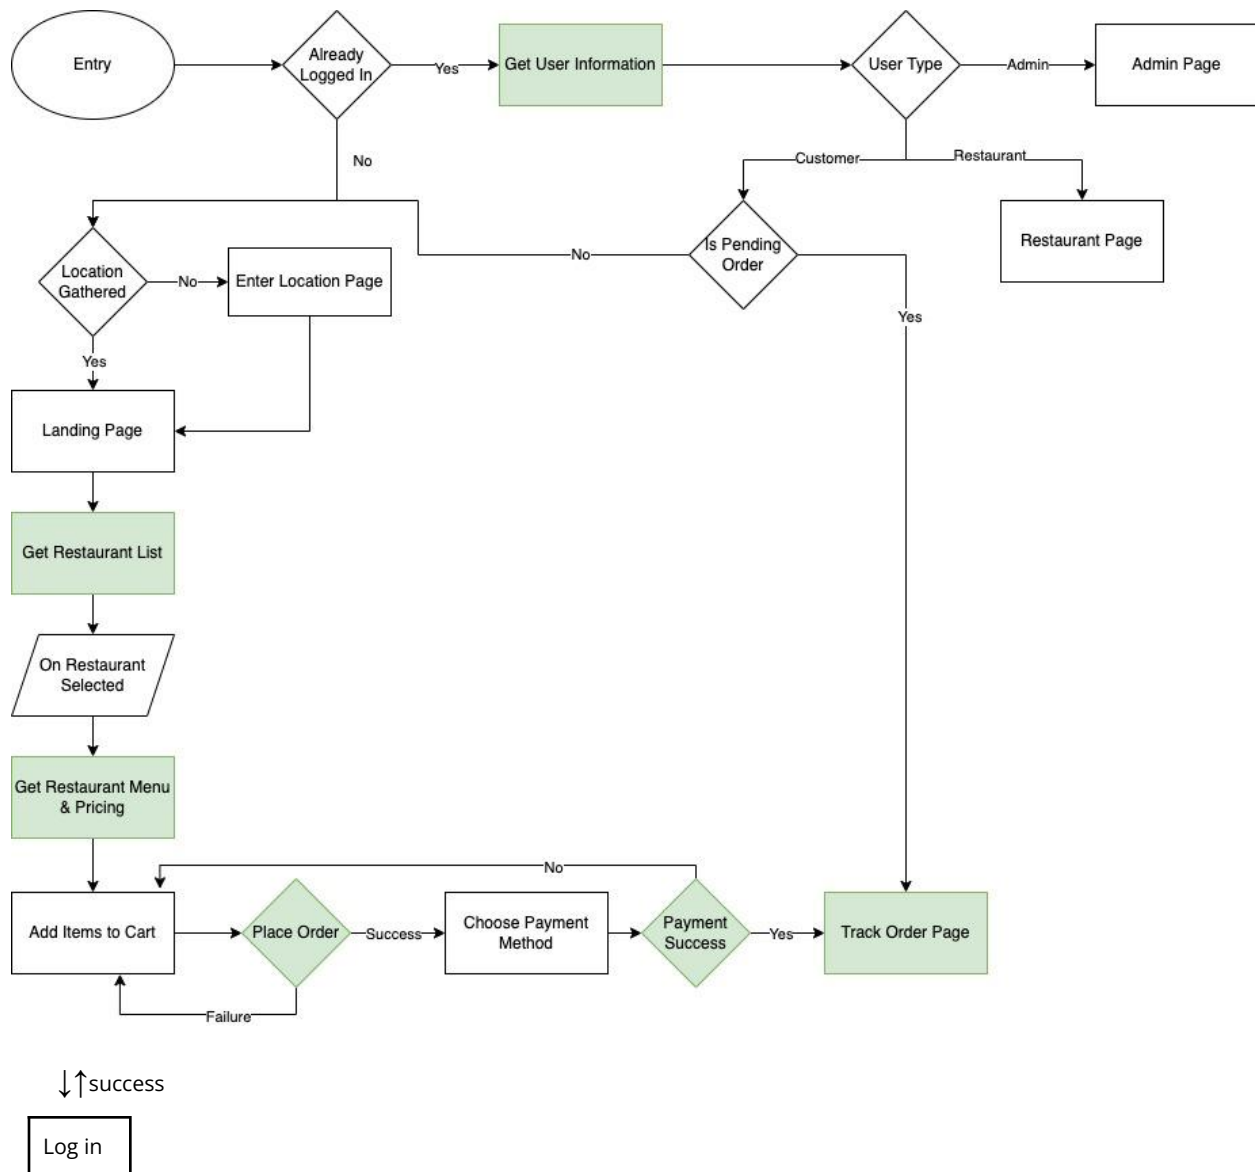 Entry
Already
Logged In
Yes
Get User Information
User Type
Admin
Admin Page
No
Customer
Restaurant
Is Pending
Order
No
Restaurant Page
Location
Gathered
No
Enter Location Page
Yes
Yes
Landing Page
Get Restaurant List
On Restaurant
Selected
Get Restaurant Menu
& Pricing
No
Add Items to Cart
Place Order
Success
Choose Payment
Method
Payment
Success
Yes
Track Order Page
Failure
↓↑success
Log in